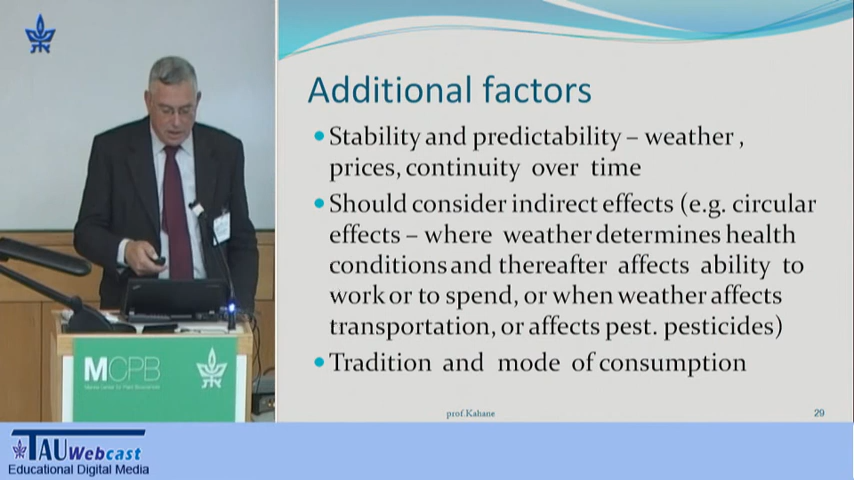 Additional factors
Stability and predictability – weather ,
prices, continuity over time
Should consider indirect effects (e.g. circular
effects – where weather determines health
conditions and thereafter affects ability to
work or to spend, or when weather affects
transportation, or affects pest. pesticides)
Tradition and mode of consumption
prof.Kahane
29
MCPB
TAU Webcast
Educational Digital Media